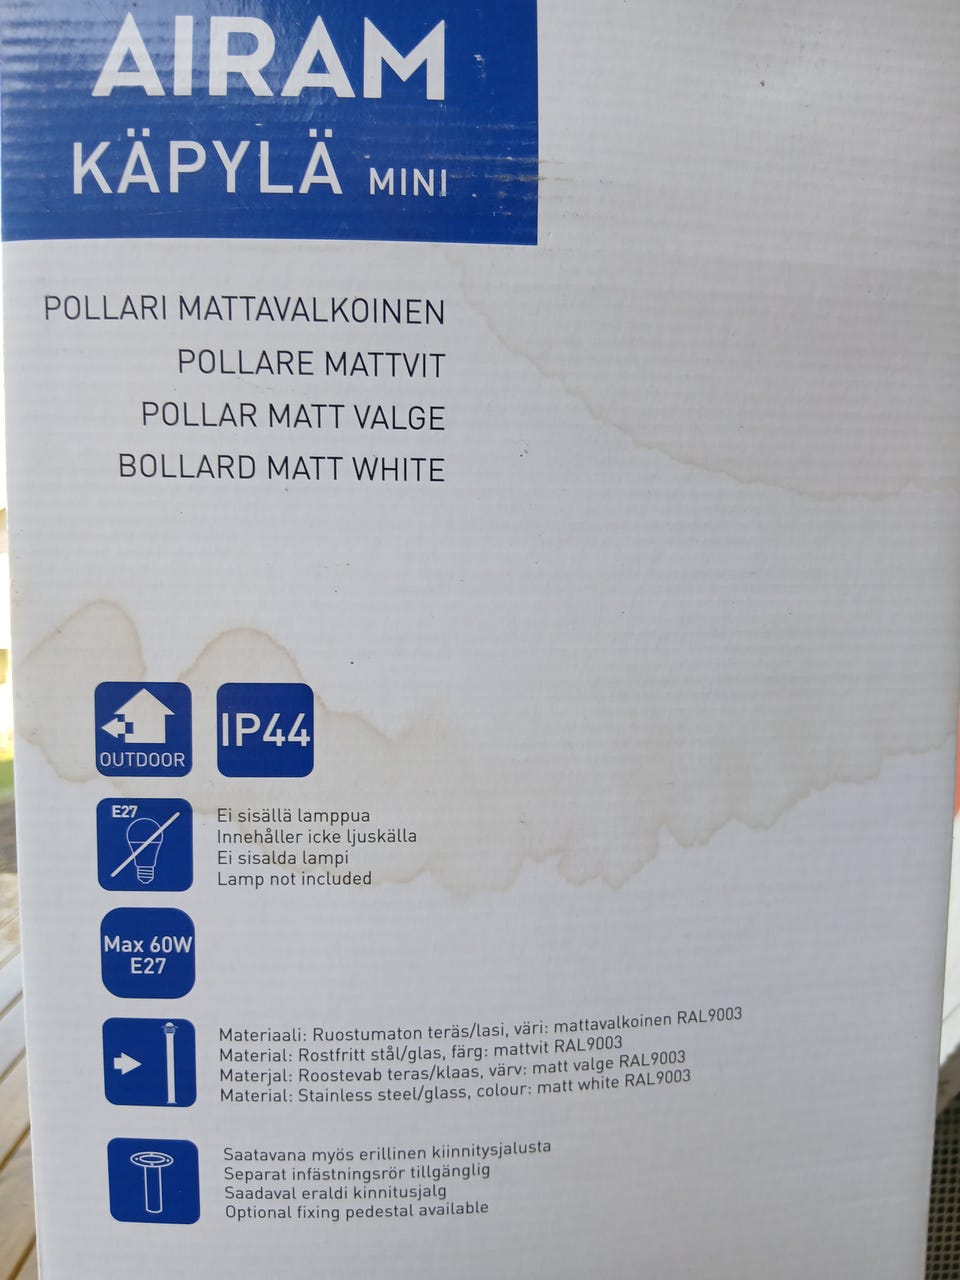 AIRAM
KÄPYLÄ MINI
POLLARI MATTAVALKOINEN
POLLARE MATTVIT
POLLAR MATT VALGE
BOLLARD MATT WHITE
OUTDOOR
IP44
E27
Ei sisällä lamppua
Innehåller icke ljuskälla
Ei sisalda lampi
Lamp not included
Max 60W
E27
Materiaali: Ruostumaton teräs/lasi, väri: mattavalkoinen RAL9003
Material: Rostfritt stål/glas, färg: mattvit RAL9003
Materjal: Roostevab teras/klaas, värv: matt valge RAL9003
Material: Stainless steel/glass, colour: matt white RAL9003
Saatavana myös erillinen kiinnitysjalusta
Separat infästningsrör tillgänglig
Saadaval eraldi kinnitusjalg
Optional fixing pedestal available